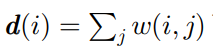 d(i) = ∑_j w(i, j)